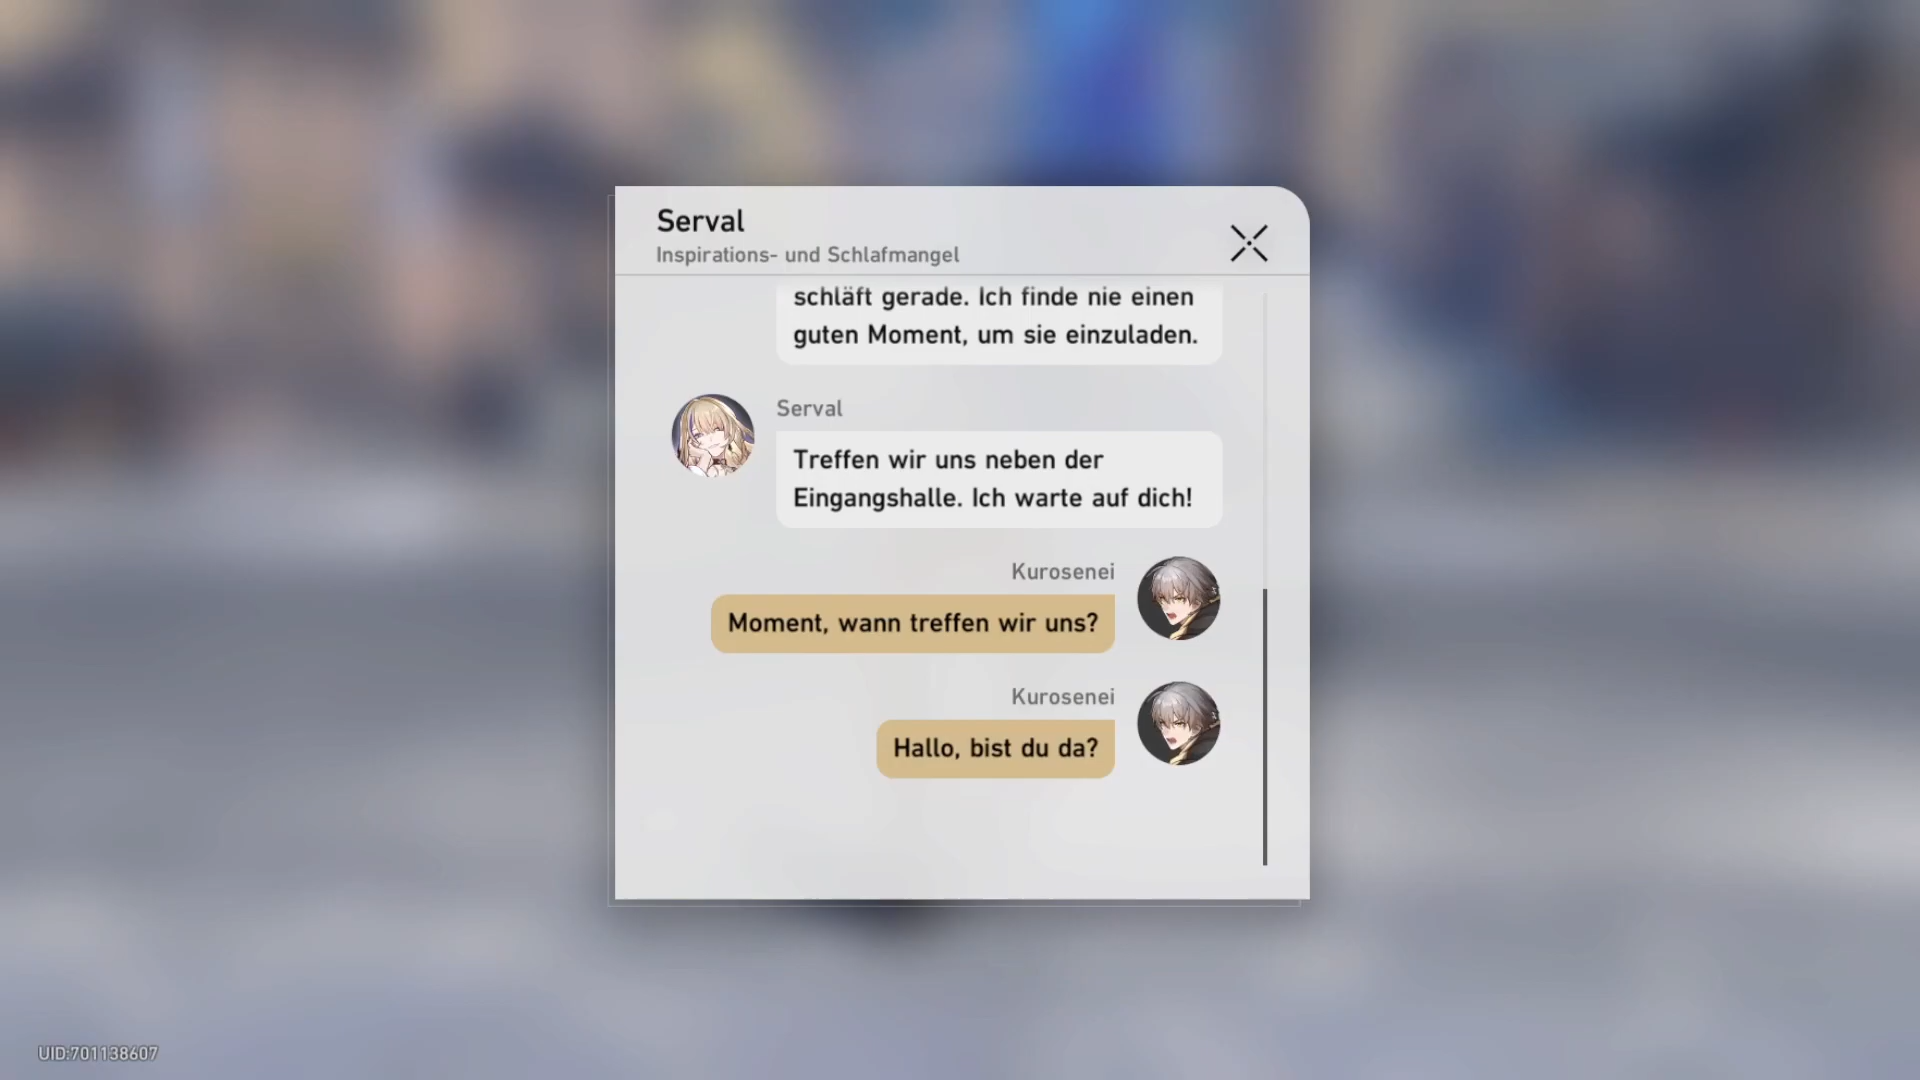 Serval
Inspirations- und Schlafmangel
schläft gerade. Ich finde nie einen
guten Moment, um sie einzuladen.
Serval
Treffen wir uns neben der
Eingangshalle. Ich warte auf dich!
Kurosenei
Moment, wann treffen wir uns?
Kurosenei
Hallo, bist du da?
UID:701138607